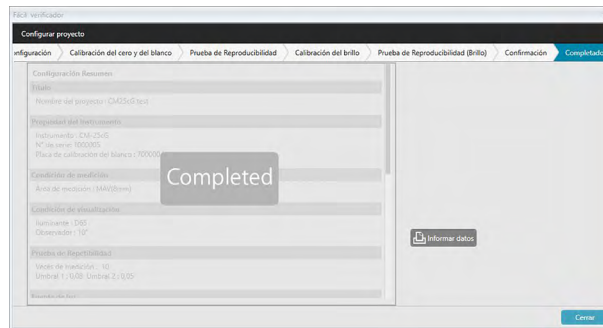 Fácil verificador
Configurar proyecto
onfiguración
Calibración del cero y del blanco
Prueba de Reproducibilidad
Calibración del brillo
Prueba de Reproducibilidad (Brillo)
Confirmación
Completado
Configuración Resumen
Título
Nombre del proyecto : CM25cG test
Propiedad del Instrumento
Instrumento : CM-25cG
N° de serie: 1000005
Placa de calibración del blanco : 700000
Condición de medición
Área de medición : MAV(8mm)
Condición de visualización
Iluminante : D65
Observador : 10°
Prueba de Repetibilidad
Veces de medición : 10
Umbral 1 : 0,08 Umbral 2 : 0,05
Completed
Informar datos
Cerrar